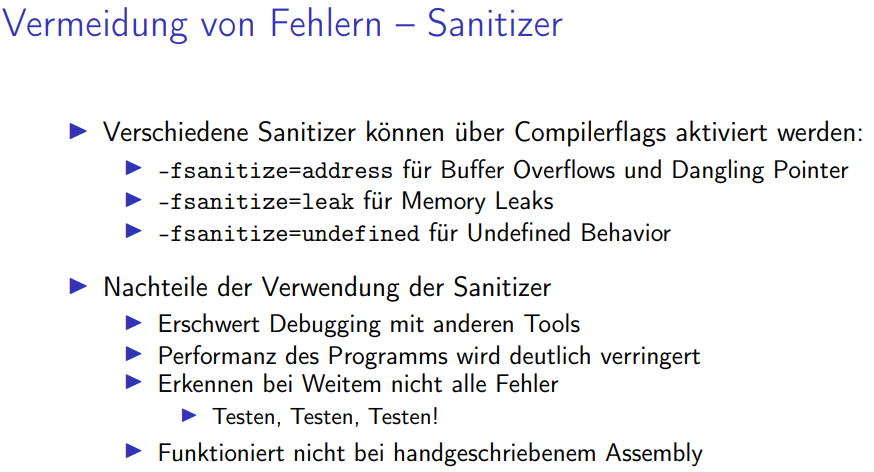 Vermeidung von Fehlern – Sanitizer
Verschiedene Sanitizer können über Compilerflags aktiviert werden:
-fsanitize=address für Buffer Overflows und Dangling Pointer
-fsanitize=leak für Memory Leaks
-fsanitize=undefined für Undefined Behavior
Nachteile der Verwendung der Sanitizer
Erschwert Debugging mit anderen Tools
Performanz des Programms wird deutlich verringert
Erkennen bei Weitem nicht alle Fehler
Testen, Testen, Testen!
Funktioniert nicht bei handgeschriebenem Assembly